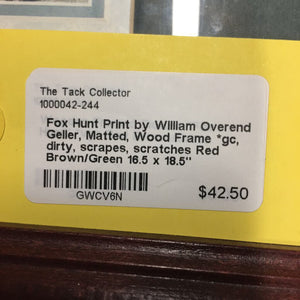 The Tack Collector
1000042-244
Fox Hunt Print by William Overend
Geller, Matted, Wood Frame *gc,
dirty, scrapes, scratches Red
Brown/Green 16.5 x 18.5"
GWCV6N
$42.50